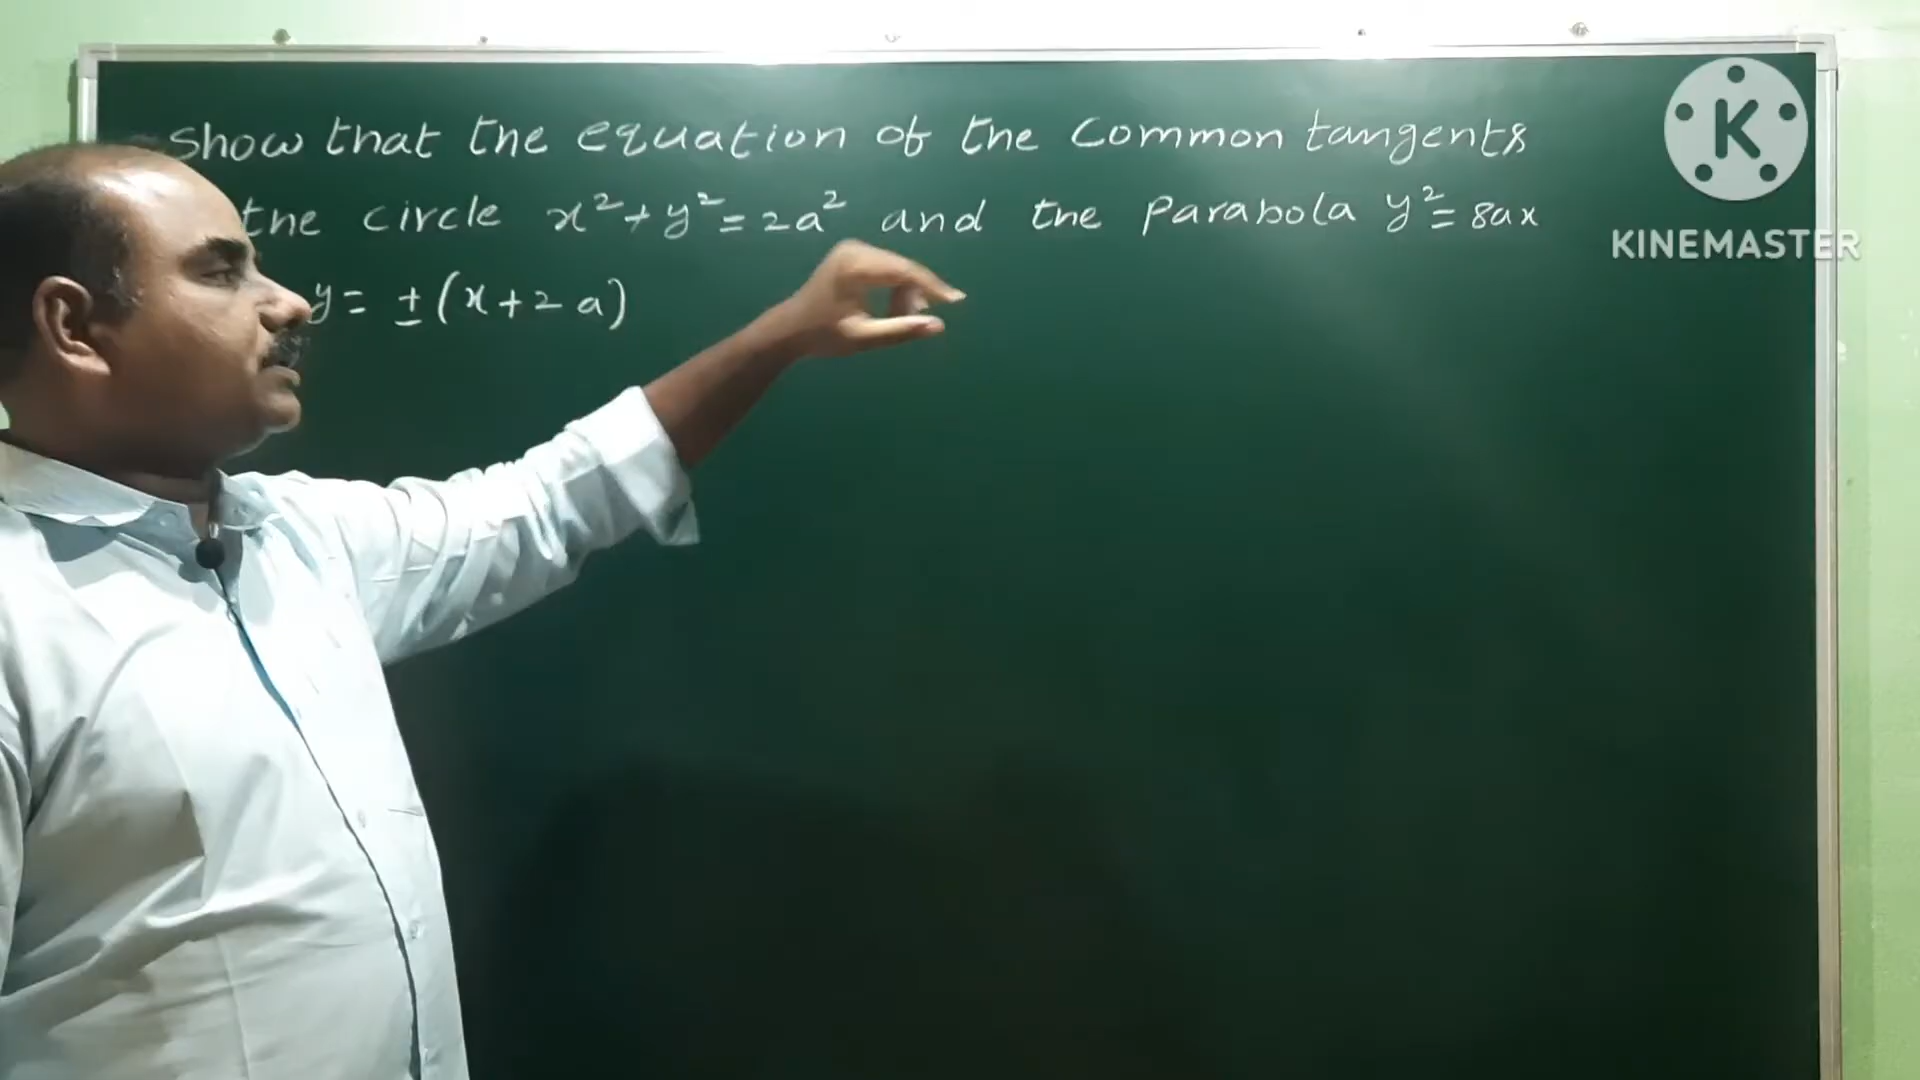 Show that the equation of the Common tangents
the circle x²+y²=2a² and the Parabola y²=8ax
y= ±(x+2a)
K
KINEMASTER